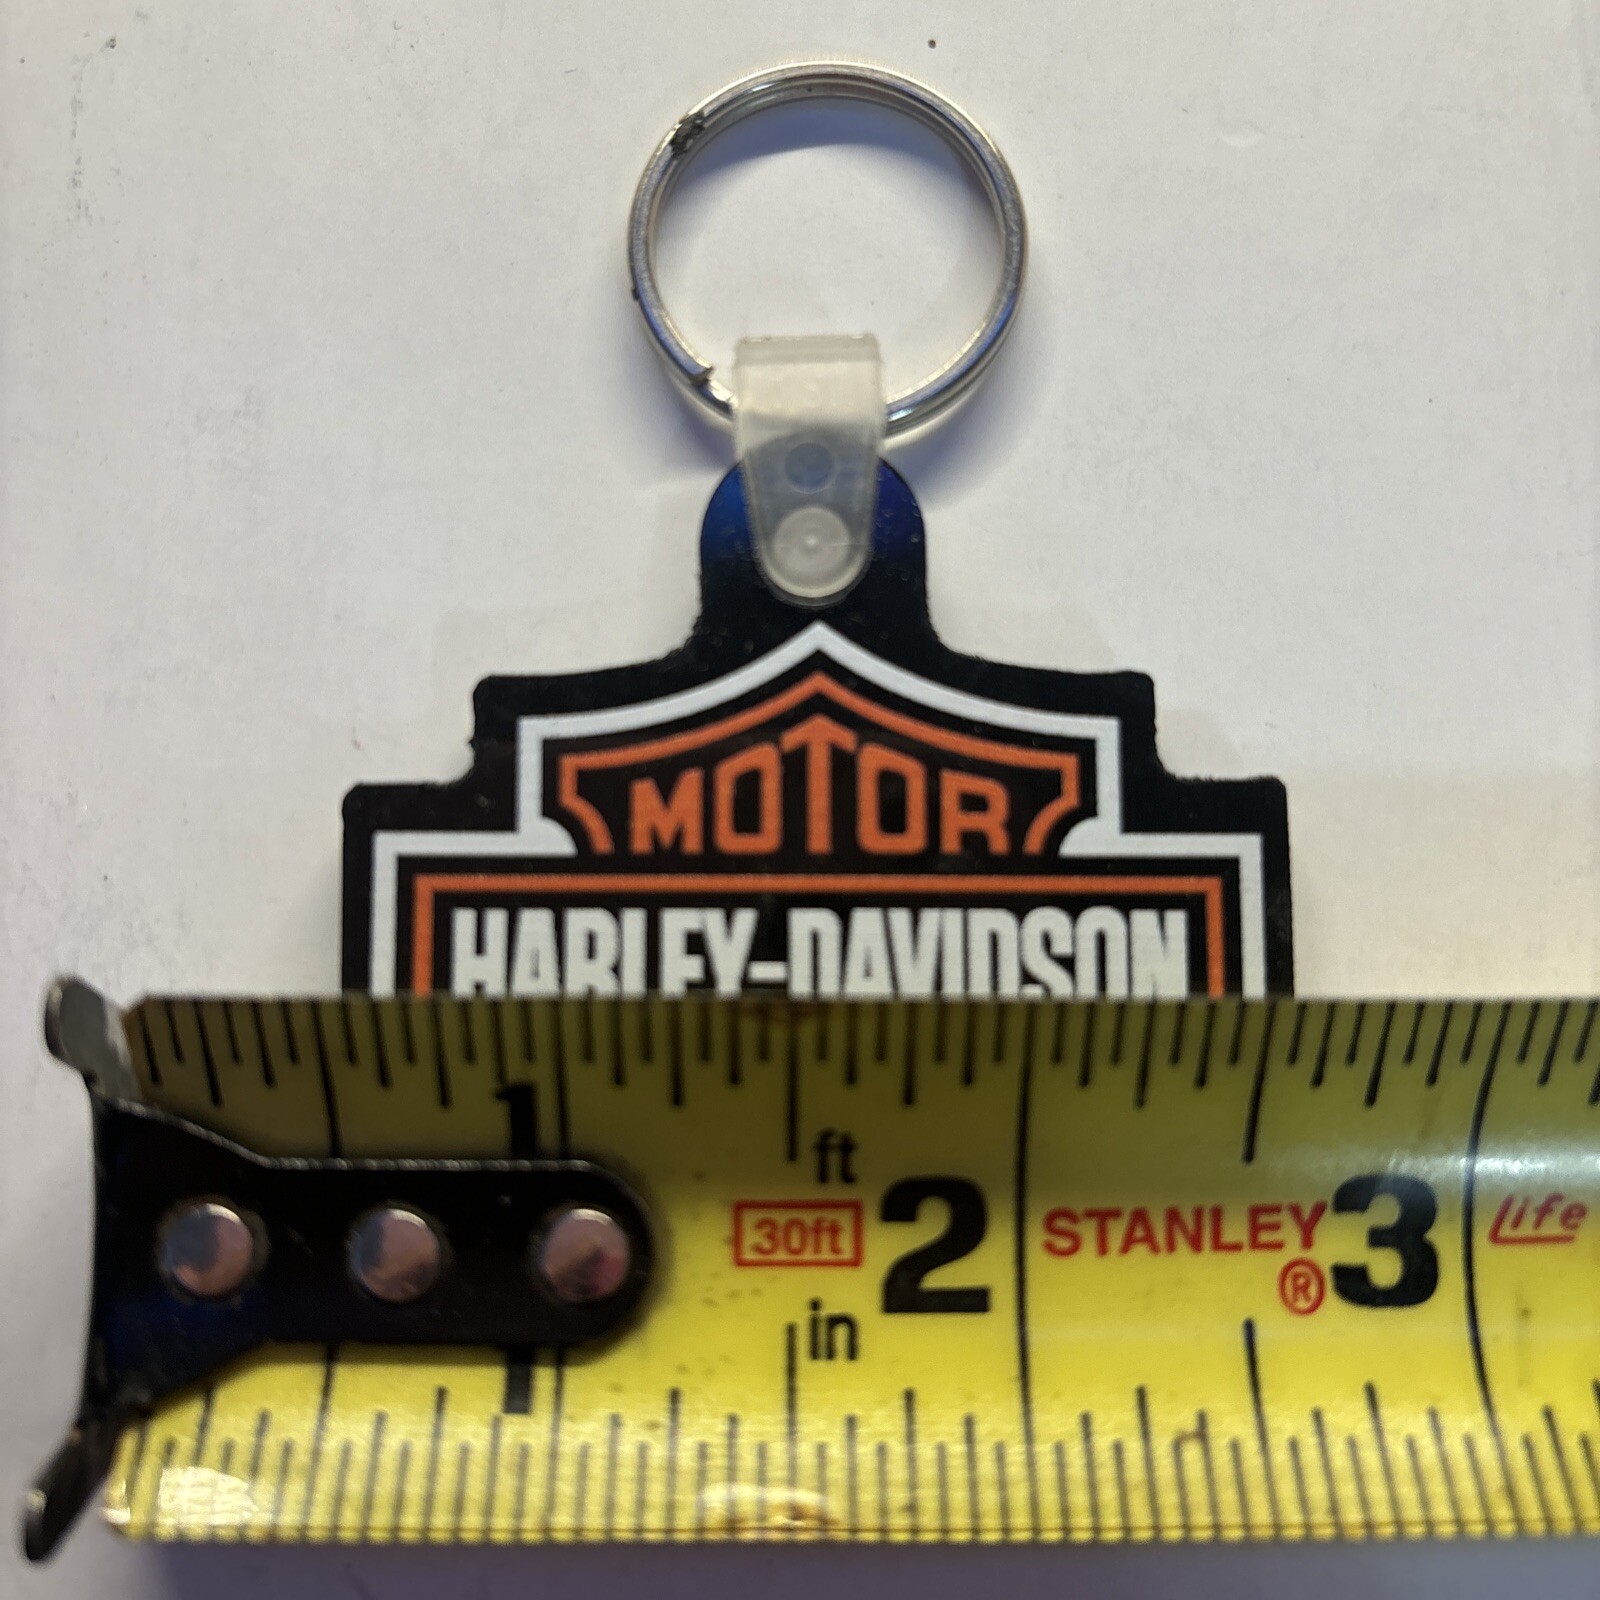 MOTOR
HARLEY-DAVIDSON
1
ft
30ft 2 STANLEY® 3 life
in